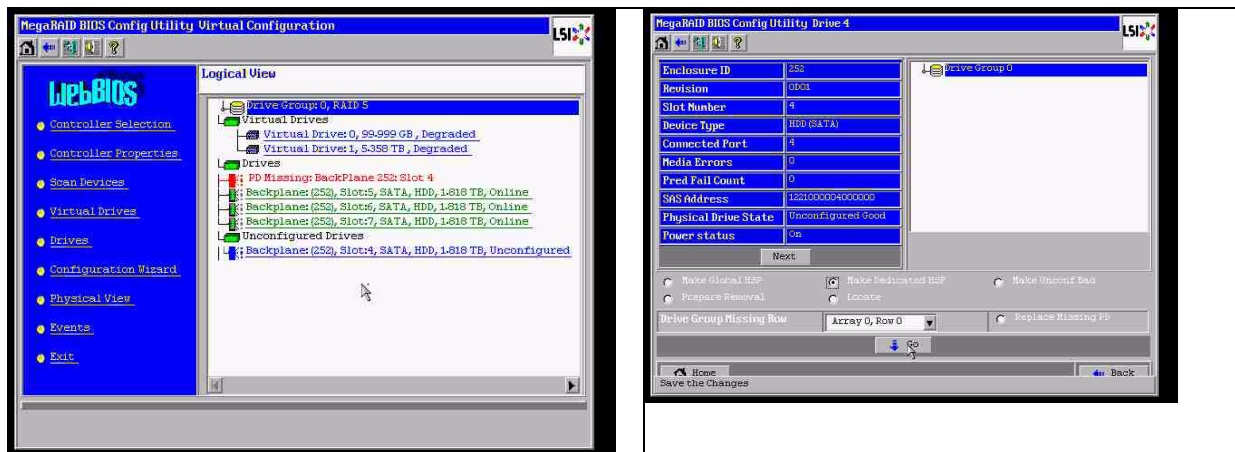 MegaRAID BIOS Config Utility Virtual Configuration
LSI
WebBIOS
Controller Selection
Controller Properties
Scan Devices
Virtual Drives
Drives
Configuration Wizard
Physical View
Events
Exit
Logical View
Drive Group: 0, RAID 5
Virtual Drives
Virtual Drive: 0, 99.999 GB, Degraded
Virtual Drive: 1, 5.358 TB, Degraded
Drives
PD Missing: BackPlane 252: Slot 4
Backplane: (252), Slot:5, SATA, HDD, 1.818 TB, Online
Backplane: (252), Slot:6, SATA, HDD, 1.818 TB, Online
Backplane: (252), Slot:7, SATA, HDD, 1.818 TB, Online
Unconfigured Drives
Backplane: (252), Slot:4, SATA, HDD, 1.818 TB, Unconfigured
MegaRAID BIOS Config Utility Drive 4
LSI
Enclosure ID 252
Revision 0D01
Slot Number 4
Device Type HDD (SATA)
Connected Port 4
Media Errors 0
Pred Fail Count 0
SAS Address 1221000004000000
Physical Drive State Unconfigured Good
Power status On
Next
Drive Group 0
Make Global HSP Make Dedicated HSP Make Unconf Bad
Prepare Removal Locate
Drive Group Missing Row Array 0, Row 0 Replace Missing PD
Go
Home Back
Save the Changes